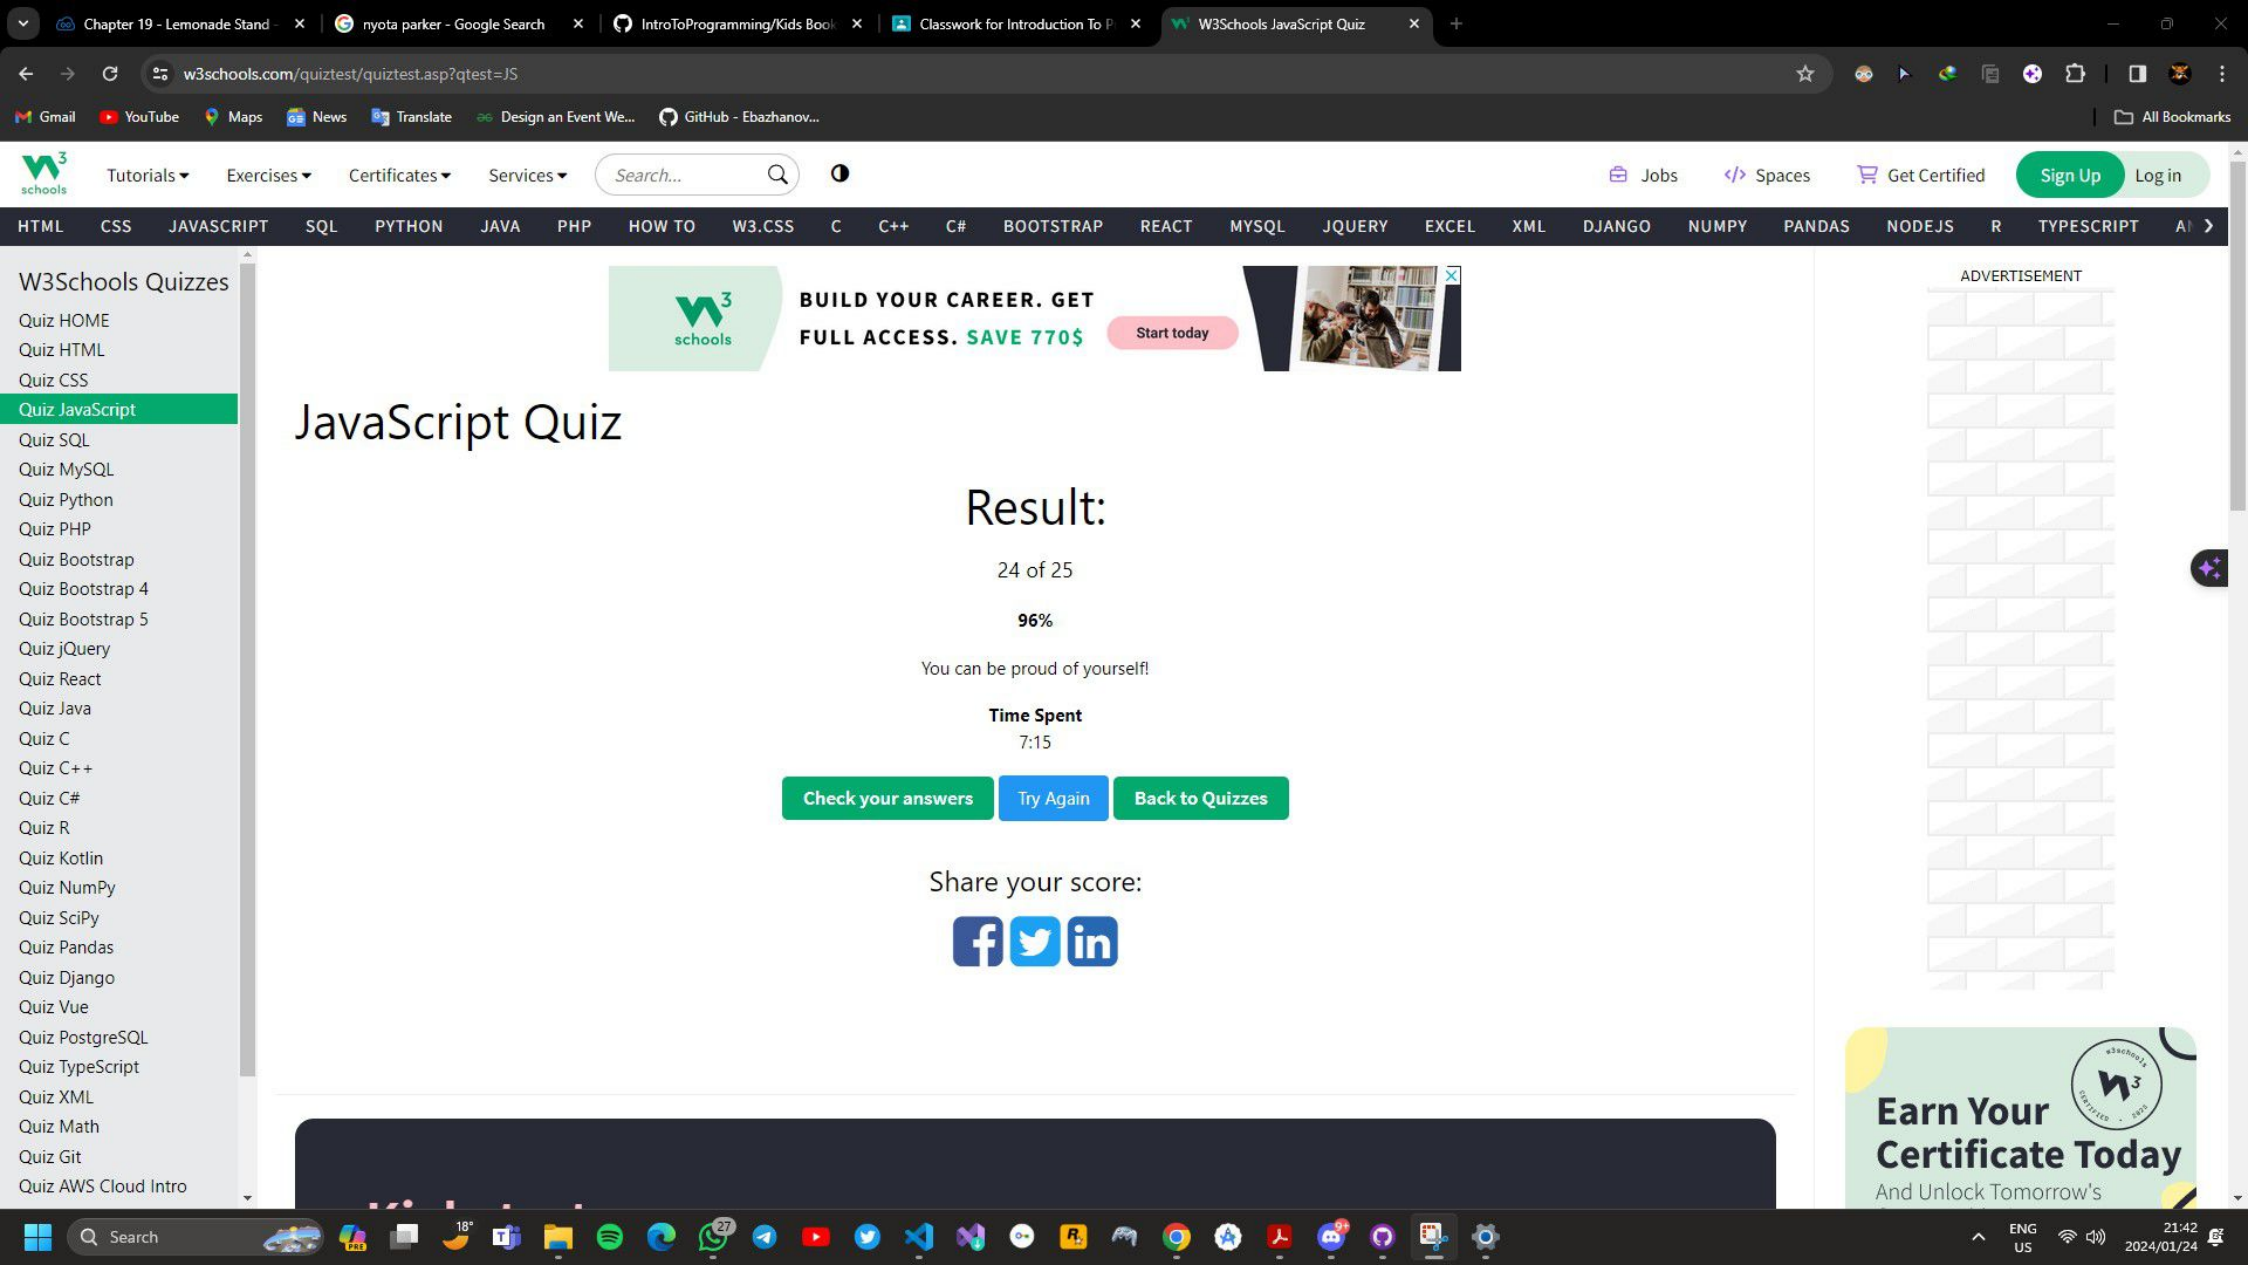 Chapter 19 - Lemonade Stand -
nyota parker - Google Search
IntroToProgramming/Kids Book
Classwork for Introduction To P
W3Schools JavaScript Quiz
w3schools.com/quiztest/quiztest.asp?qtest=JS
Gmail
YouTube
Maps
News
Translate
Design an Event We...
GitHub - Ebazhanov...
All Bookmarks
W3 schools
Tutorials
Exercises
Certificates
Services
Search...
Jobs
Spaces
Get Certified
Sign Up
Log in
HTML CSS JAVASCRIPT SQL PYTHON JAVA PHP HOW TO W3.CSS C C++ C# BOOTSTRAP REACT MYSQL JQUERY EXCEL XML DJANGO NUMPY PANDAS NODEJS R TYPESCRIPT
W3Schools Quizzes
Quiz HOME
Quiz HTML
Quiz CSS
Quiz JavaScript
Quiz SQL
Quiz MySQL
Quiz Python
Quiz PHP
Quiz Bootstrap
Quiz Bootstrap 4
Quiz Bootstrap 5
Quiz jQuery
Quiz React
Quiz Java
Quiz C
Quiz C++
Quiz C#
Quiz R
Quiz Kotlin
Quiz NumPy
Quiz SciPy
Quiz Pandas
Quiz Django
Quiz Vue
Quiz PostgreSQL
Quiz TypeScript
Quiz XML
Quiz Math
Quiz Git
Quiz AWS Cloud Intro
W3 schools
BUILD YOUR CAREER. GET
FULL ACCESS. SAVE 770$
Start today
JavaScript Quiz
Result:
24 of 25
96%
You can be proud of yourself!
Time Spent
7:15
Check your answers
Try Again
Back to Quizzes
Share your score:
ADVERTISEMENT
Earn Your
Certificate Today
And Unlock Tomorrow's
Search
PRE
18°
27
9+
ENG
US
21:42
2024/01/24